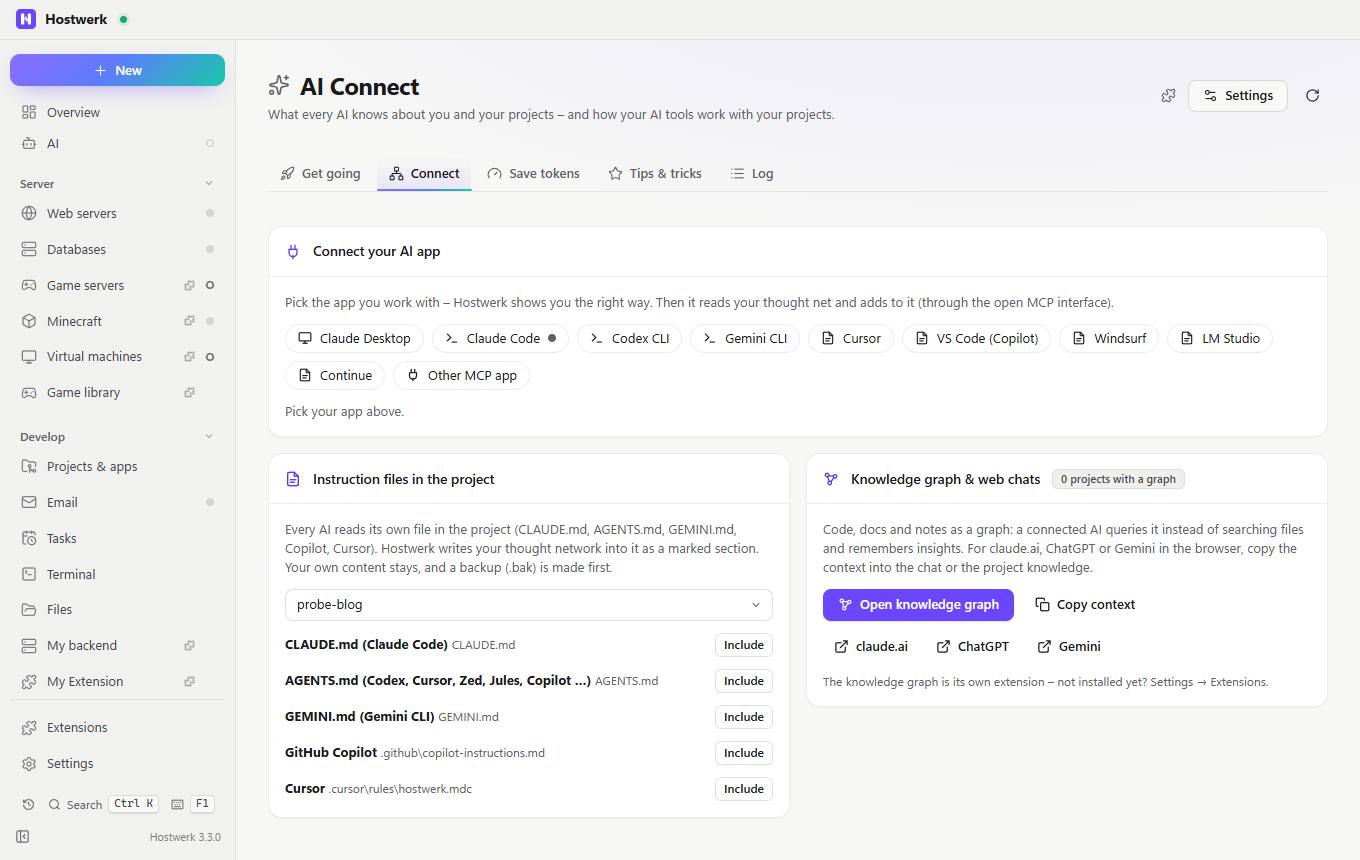 Hostwerk
New
Overview
AI
Server
Web servers
Databases
Game servers
Minecraft
Virtual machines
Game library
Develop
Projects & apps
Email
Tasks
Terminal
Files
My backend
My Extension
Extensions
Settings
Search Ctrl K F1
Hostwerk 3.3.0
AI Connect
What every AI knows about you and your projects – and how your AI tools work with your projects.
Settings
Get going Connect Save tokens Tips & tricks Log
Connect your AI app
Pick the app you work with – Hostwerk shows you the right way. Then it reads your thought net and adds to it (through the open MCP interface).
Claude Desktop Claude Code Codex CLI Gemini CLI Cursor VS Code (Copilot) Windsurf LM Studio
Continue Other MCP app
Pick your app above.
Instruction files in the project
Every AI reads its own file in the project (CLAUDE.md, AGENTS.md, GEMINI.md,
Copilot, Cursor). Hostwerk writes your thought network into it as a marked section.
Your own content stays, and a backup (.bak) is made first.
probe-blog
CLAUDE.md (Claude Code) CLAUDE.md Include
AGENTS.md (Codex, Cursor, Zed, Jules, Copilot ...) AGENTS.md Include
GEMINI.md (Gemini CLI) GEMINI.md Include
GitHub Copilot .github\copilot-instructions.md Include
Cursor .cursor\rules\hostwerk.mdc Include
Knowledge graph & web chats 0 projects with a graph
Code, docs and notes as a graph: a connected AI queries it instead of searching files
and remembers insights. For claude.ai, ChatGPT or Gemini in the browser, copy the
context into the chat or the project knowledge.
Open knowledge graph Copy context
claude.ai ChatGPT Gemini
The knowledge graph is its own extension – not installed yet? Settings → Extensions.